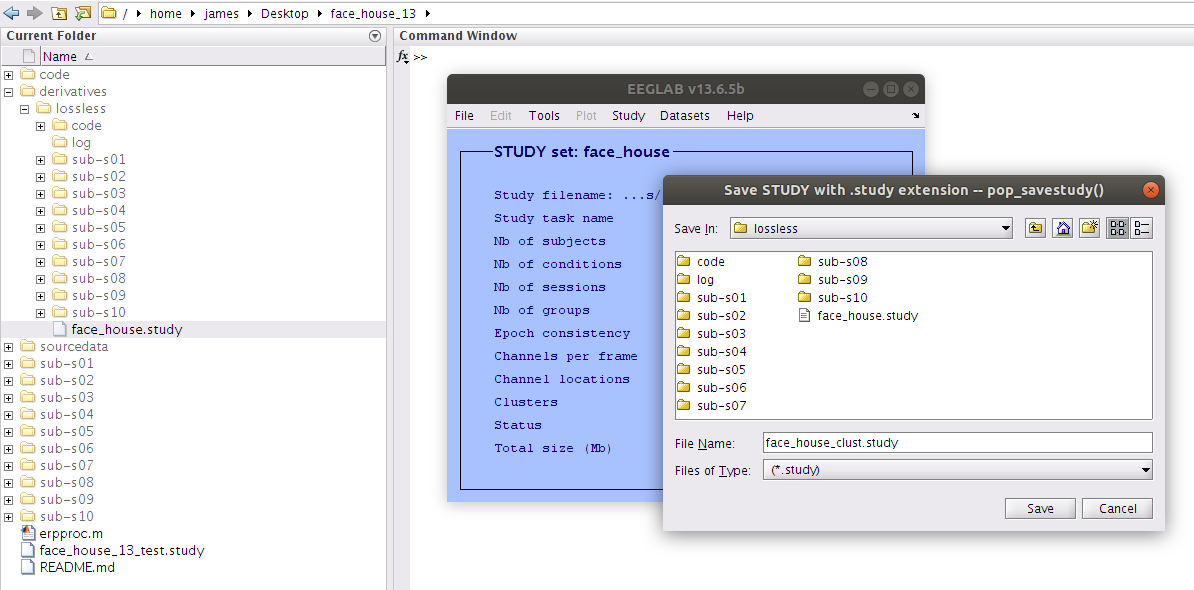 / ▸ home ▸ james ▸ Desktop ▸ face_house_13 ▸
Current Folder
Name
code
derivatives
lossless
code
log
sub-s01
sub-s02
sub-s03
sub-s04
sub-s05
sub-s06
sub-s07
sub-s08
sub-s09
sub-s10
face_house.study
sourcedata
sub-s01
sub-s02
sub-s03
sub-s04
sub-s05
sub-s06
sub-s07
sub-s08
sub-s09
sub-s10
erpproc.m
face_house_13_test.study
README.md
Command Window
fx >>
EEGLAB v13.6.5b
File Edit Tools Plot Study Datasets Help
STUDY set: face_house
Study filename: ...s/
Study task name
Nb of subjects
Nb of conditions
Nb of sessions
Nb of groups
Epoch consistency
Channels per frame
Channel locations
Clusters
Status
Total size (Mb)
Save STUDY with .study extension -- pop_savestudy()
Save In: lossless
code
log
sub-s01
sub-s02
sub-s03
sub-s04
sub-s05
sub-s06
sub-s07
sub-s08
sub-s09
sub-s10
face_house.study
File Name: face_house_clust.study
Files of Type: (*.study)
Save Cancel